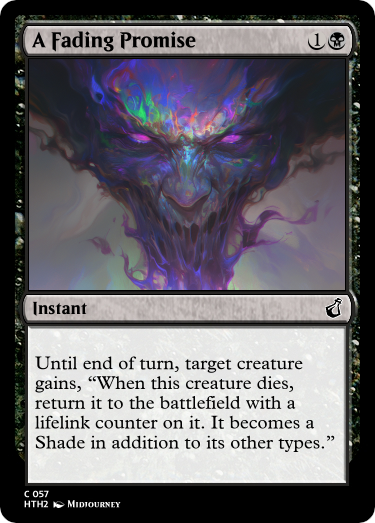 A Fading Promise 1
Instant
Until end of turn, target creature
gains, “When this creature dies,
return it to the battlefield with a
lifelink counter on it. It becomes a
Shade in addition to its other types.”
C 057
HTH2 Midjourney